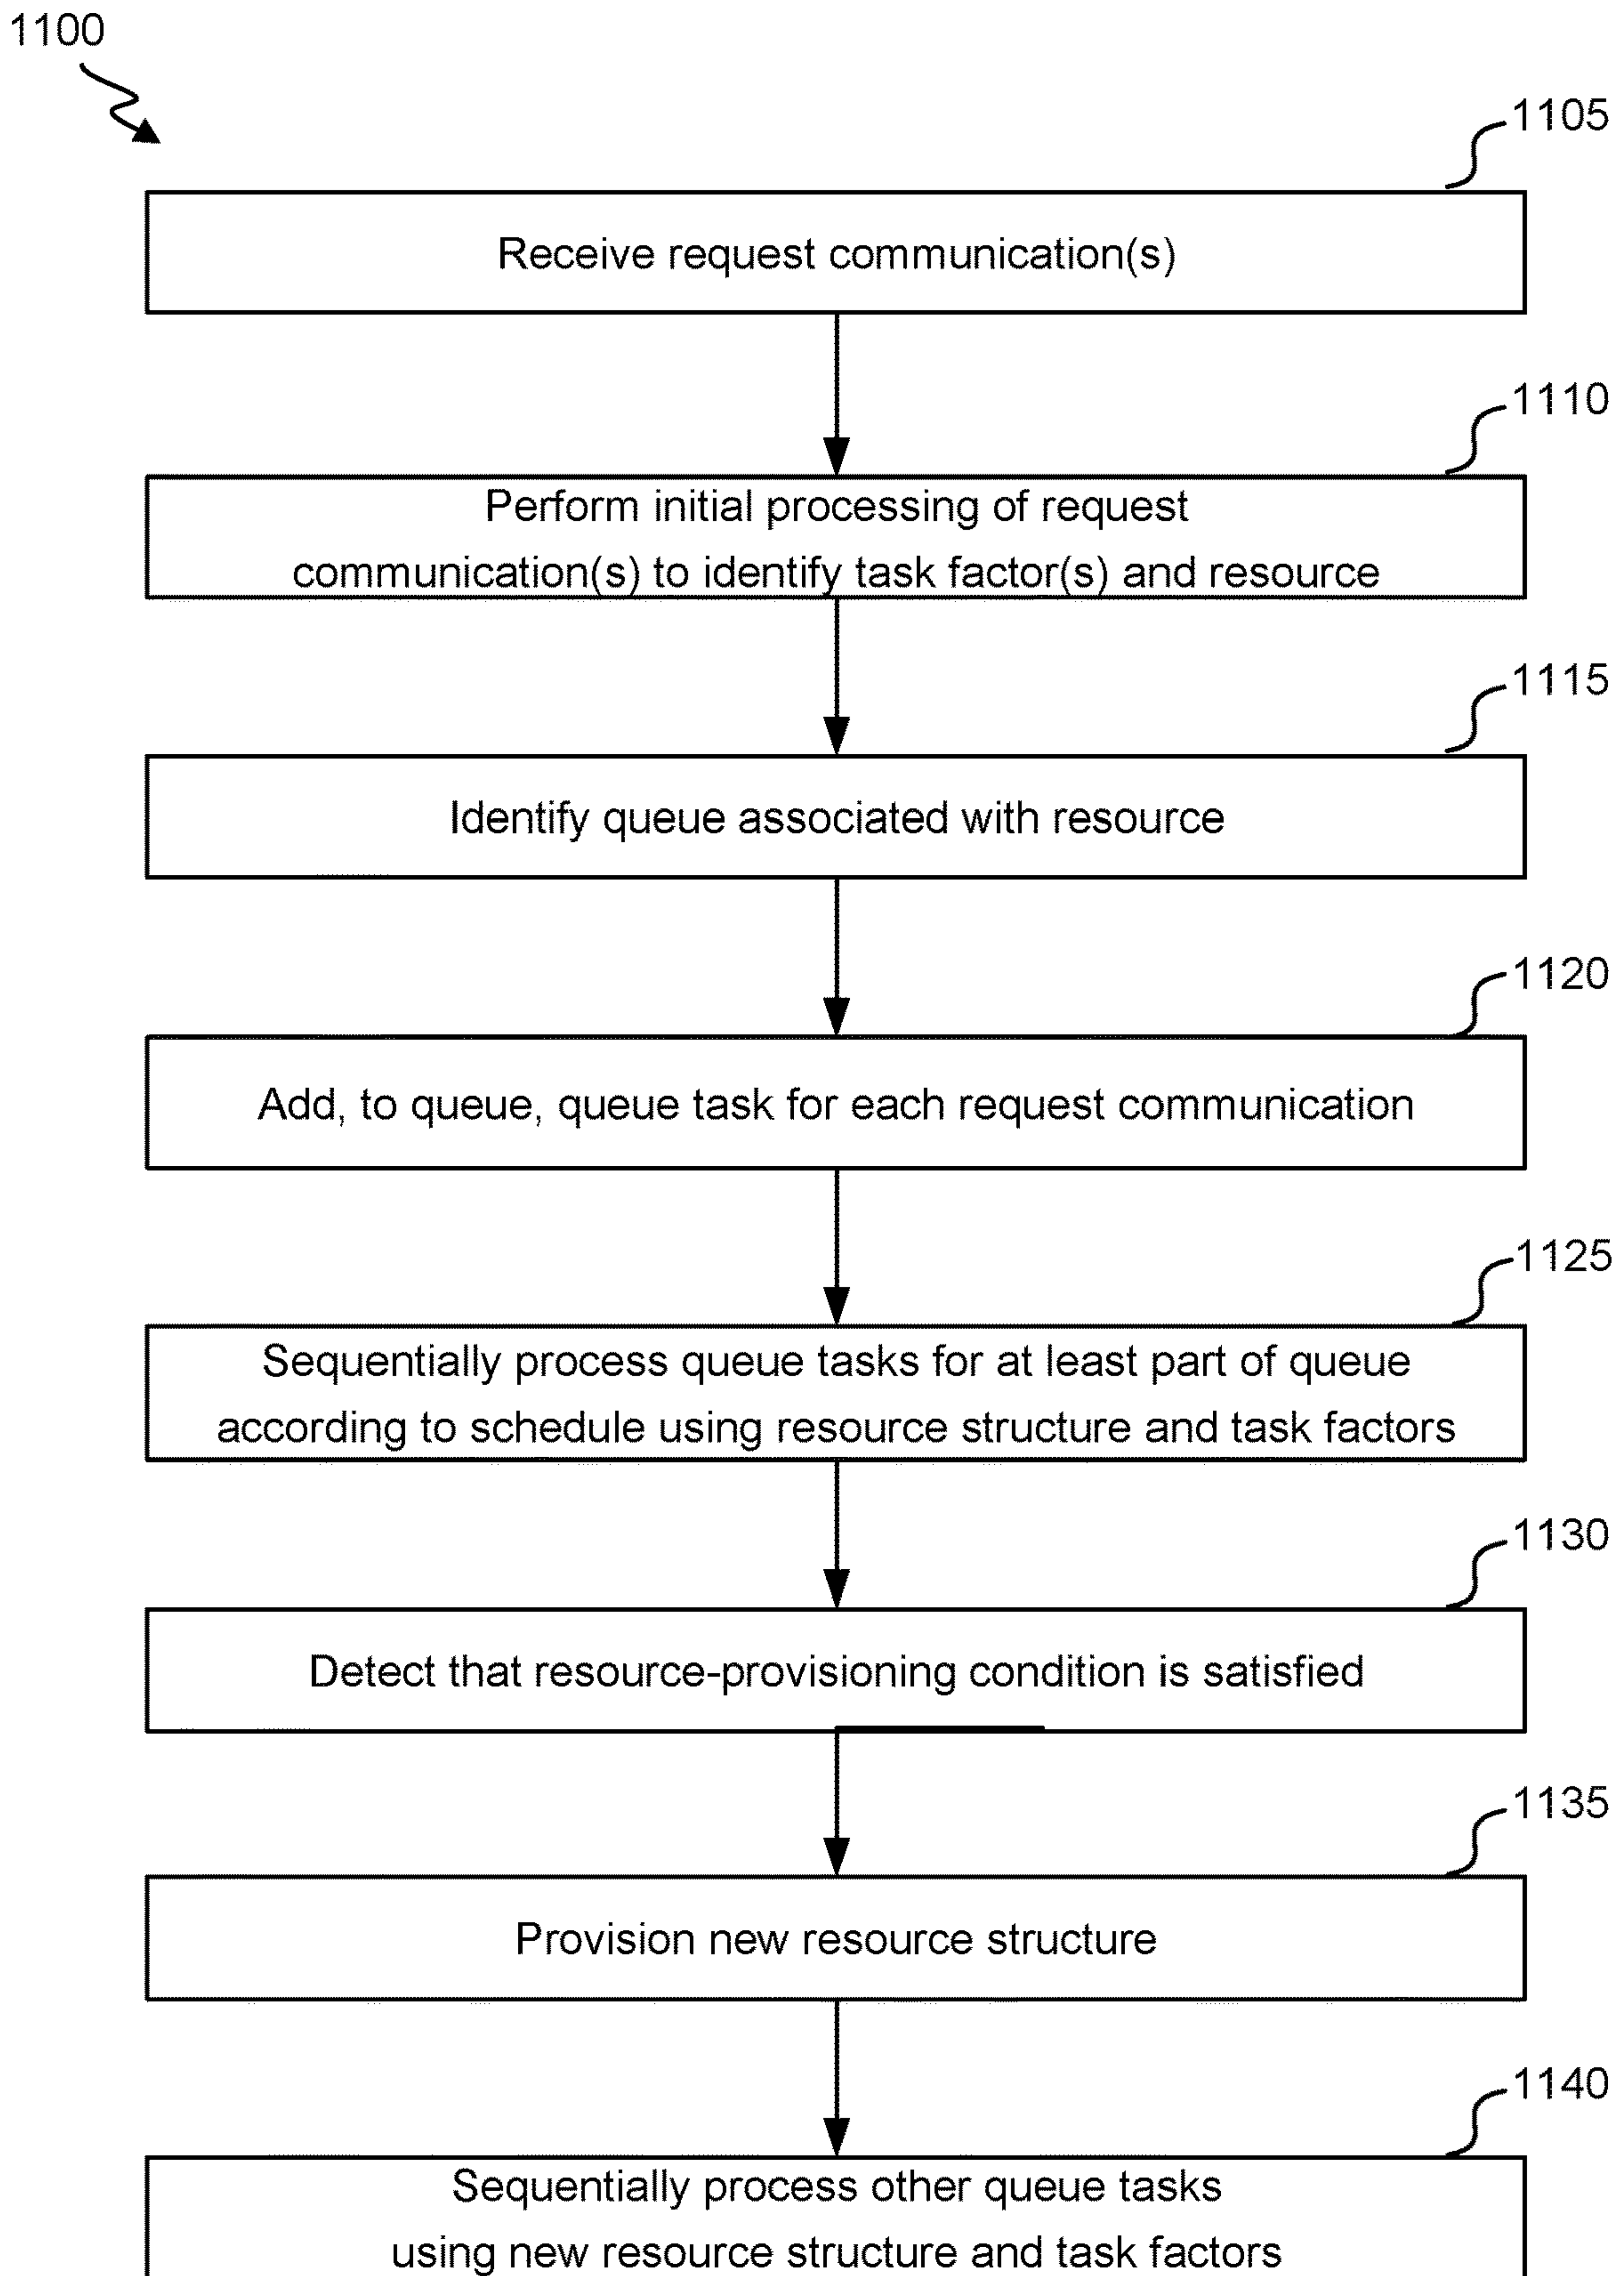 1100
1105
Receive request communication(s)
1110
Perform initial processing of request
communication(s) to identify task factor(s) and resource
1115
Identify queue associated with resource
1120
Add, to queue, queue task for each request communication
1125
Sequentially process queue tasks for at least part of queue
according to schedule using resource structure and task factors
1130
Detect that resource-provisioning condition is satisfied
1135
Provision new resource structure
1140
Sequentially process other queue tasks
using new resource structure and task factors